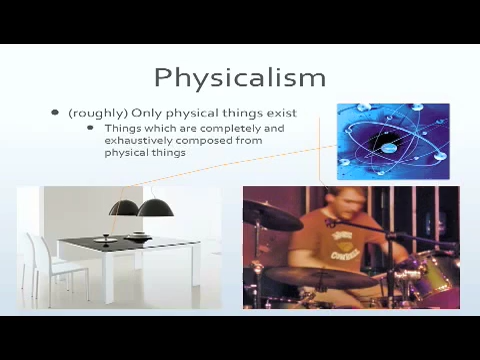 Physicalism
(roughly) Only physical things exist
Things which are completely and
exhaustively composed from
physical things